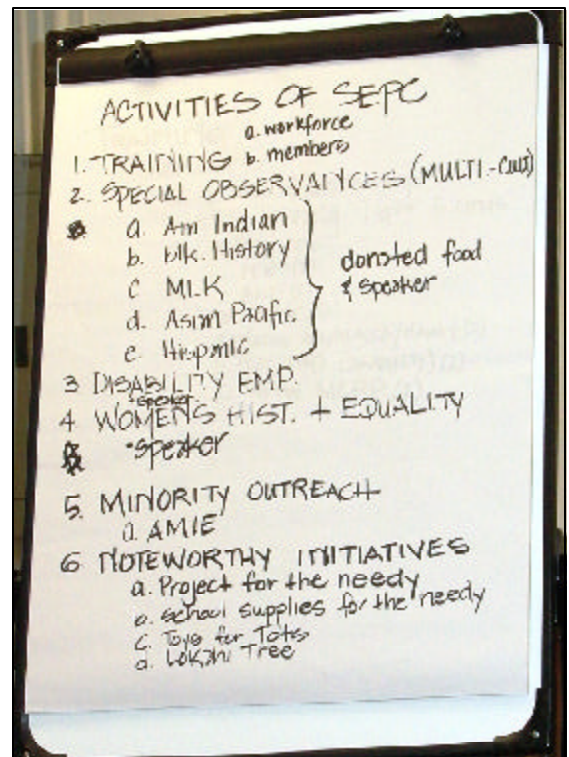 ACTIVITIES OF SEPC
a. workforce
1. TRAINING b. members
2. SPECIAL OBSERVANCES (MULTI-CULT)
a. Am Indian
b. blk. History
c MLK
d. Asian Pacific
e. Hispanic
donated food
& speaker
3 DISABILITY EMP.
• speaker
4 WOMENS HIST. + EQUALITY
• speaker
5. MINORITY OUTREACH
a. AMIE
6 NOTEWORTHY INITIATIVES
a. Project for the needy
b. school supplies for the needy
c. Toys for Tots
d. Lokahi Tree